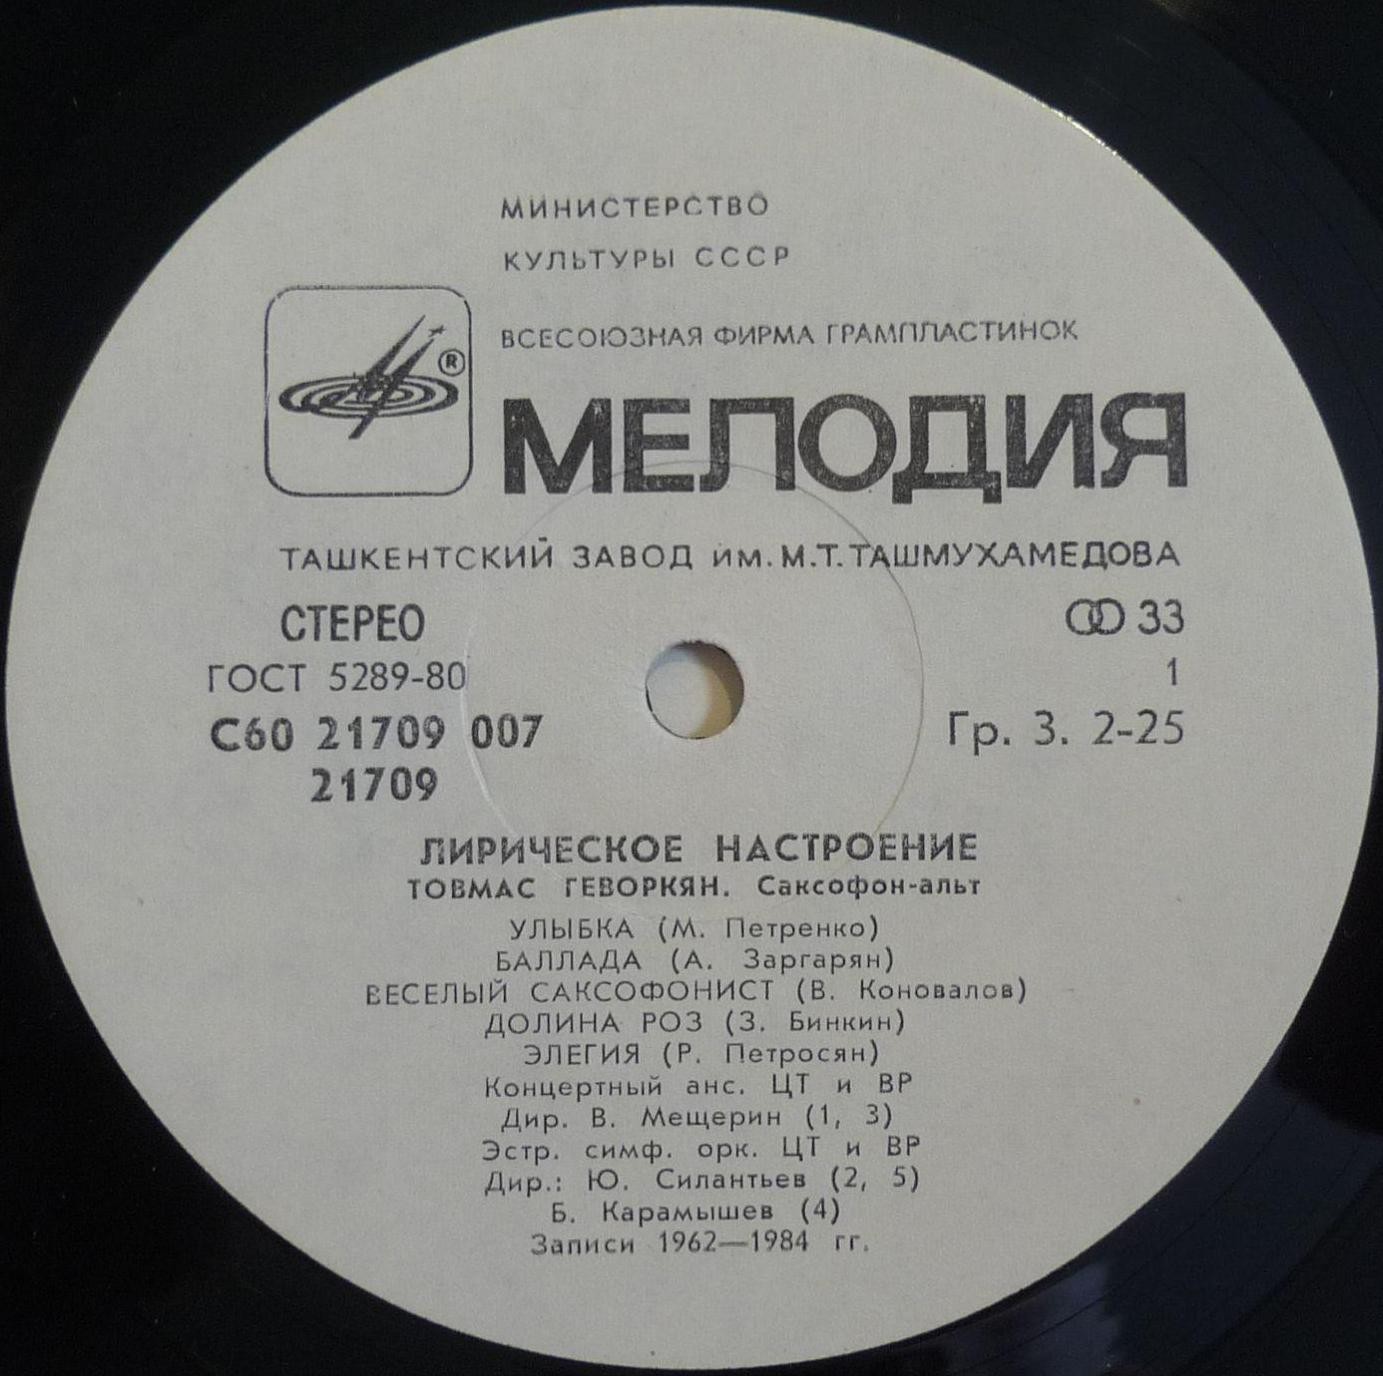 МИНИСТЕРСТВО
КУЛЬТУРЫ СССР
ВСЕСОЮЗНАЯ ФИРМА ГРАМПЛАСТИНОК
®
МЕЛОДИЯ
ТАШКЕНТСКИЙ ЗАВОД им. М.Т.ТАШМУХАМЕДОВА
СТЕРЕО
33
ГОСТ 5289-80
1
С60 21709 007
Гр. 3. 2-25
21709
ЛИРИЧЕСКОЕ НАСТРОЕНИЕ
ТОВМАС ГЕВОРКЯН. Саксофон-альт
УЛЫБКА (М. Петренко)
БАЛЛАДА (А. Заргарян)
ВЕСЕЛЫЙ САКСОФОНИСТ (В. Коновалов)
ДОЛИНА РОЗ (З. Бинкин)
ЭЛЕГИЯ (Р. Петросян)
Концертный анс. ЦТ и ВР
Дир. В. Мещерин (1, 3)
Эстр. симф. орк. ЦТ и ВР
Дир.: Ю. Силантьев (2, 5)
Б. Карамышев (4)
Записи 1962—1984 гг.